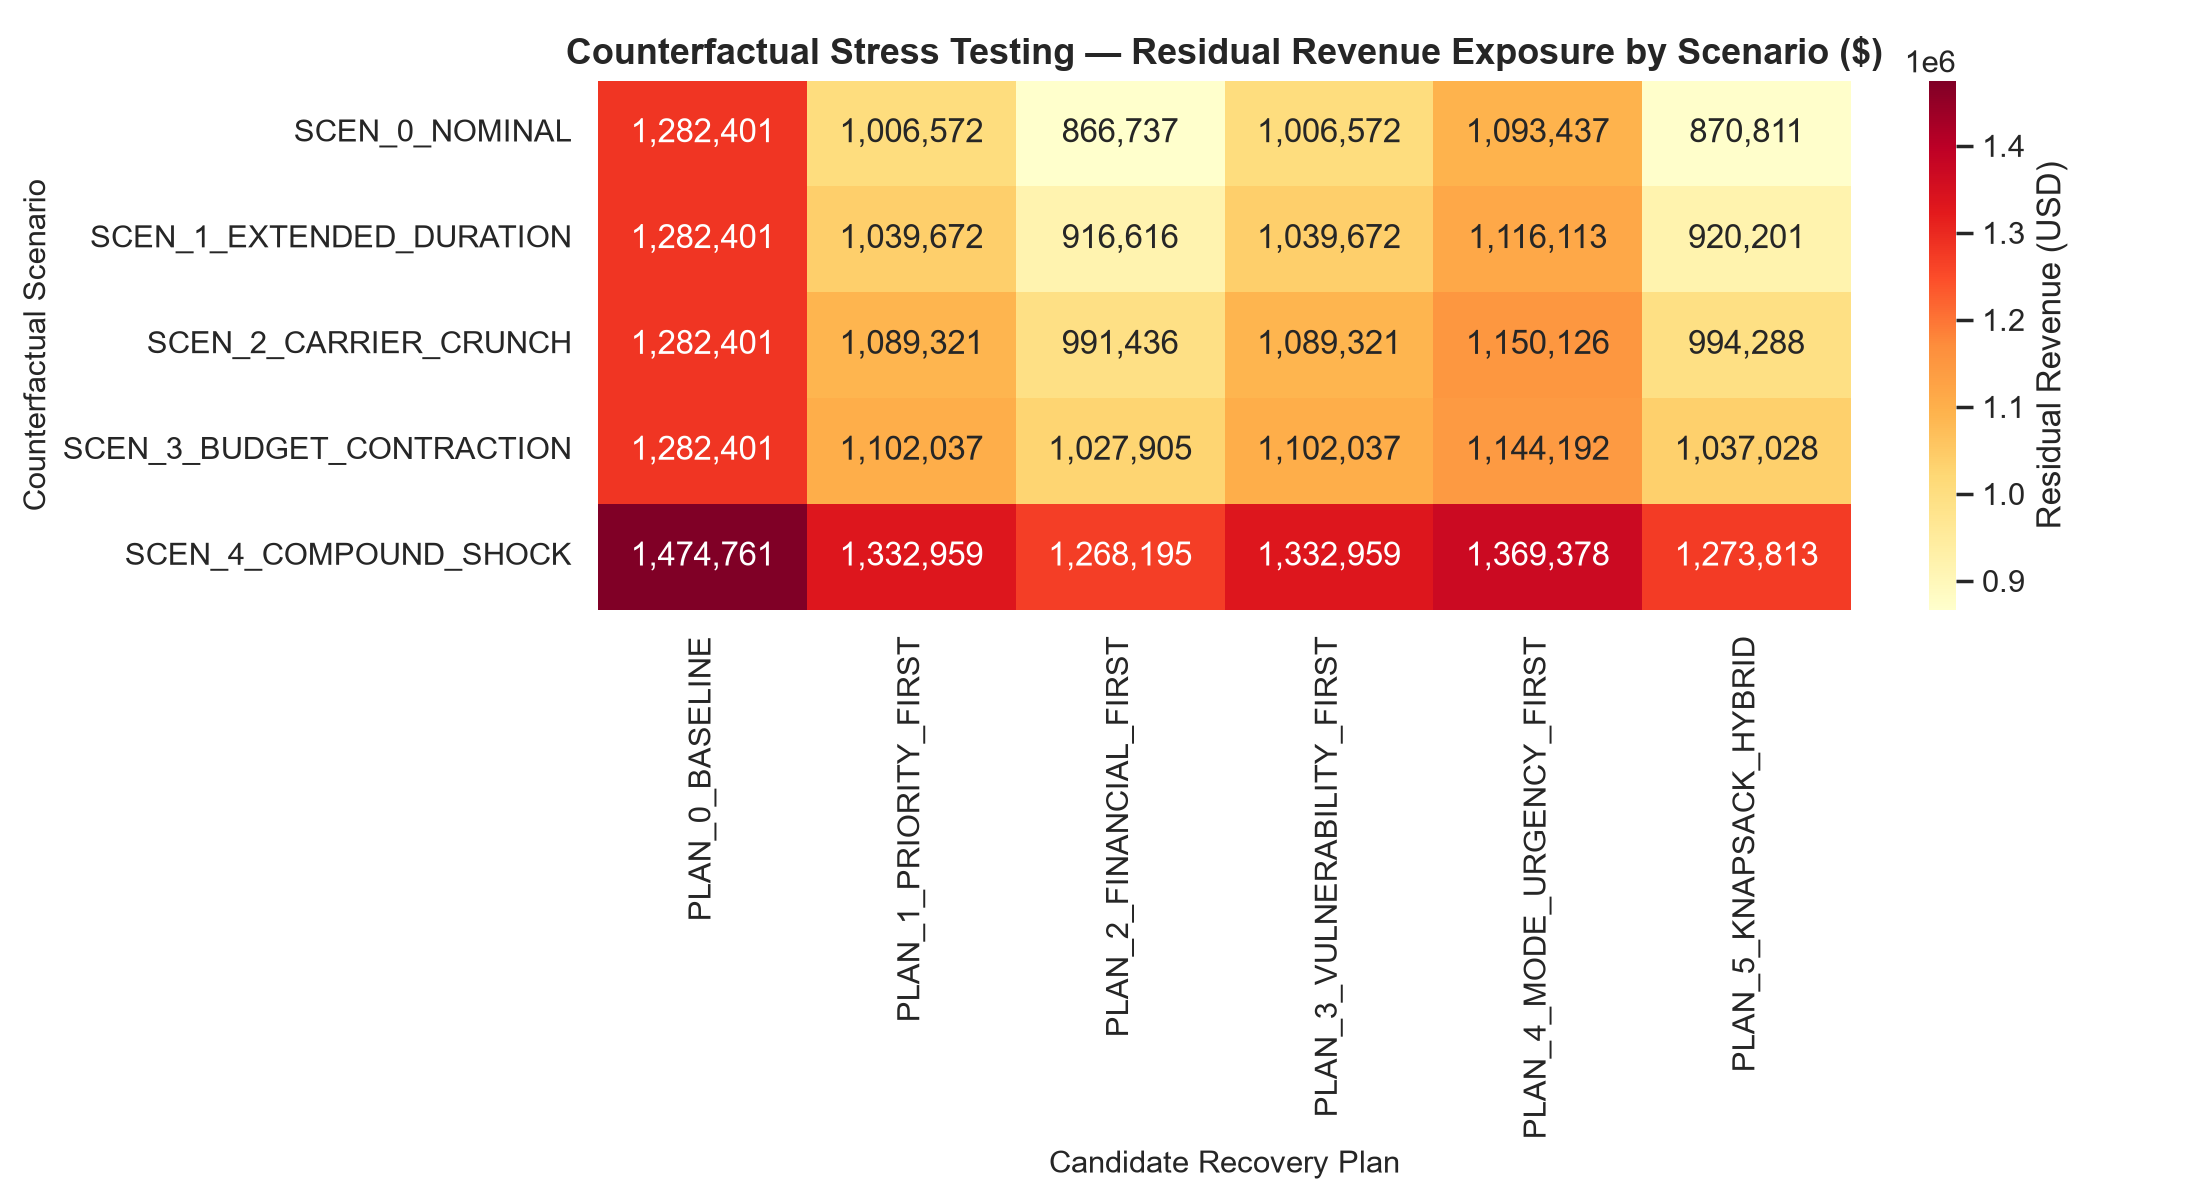 Counterfactual Stress Testing — Residual Revenue Exposure by Scenario ($)
1e6
Counterfactual Scenario
SCEN_0_NOMINAL 1,282,401 1,006,572 866,737 1,006,572 1,093,437 870,811
SCEN_1_EXTENDED_DURATION 1,282,401 1,039,672 916,616 1,039,672 1,116,113 920,201
SCEN_2_CARRIER_CRUNCH 1,282,401 1,089,321 991,436 1,089,321 1,150,126 994,288
SCEN_3_BUDGET_CONTRACTION 1,282,401 1,102,037 1,027,905 1,102,037 1,144,192 1,037,028
SCEN_4_COMPOUND_SHOCK 1,474,761 1,332,959 1,268,195 1,332,959 1,369,378 1,273,813
1.4
1.3
1.2
1.1
1.0
0.9
Residual Revenue (USD)
PLAN_0_BASELINE
PLAN_1_PRIORITY_FIRST
PLAN_2_FINANCIAL_FIRST
PLAN_3_VULNERABILITY_FIRST
PLAN_4_MODE_URGENCY_FIRST
PLAN_5_KNAPSACK_HYBRID
Candidate Recovery Plan